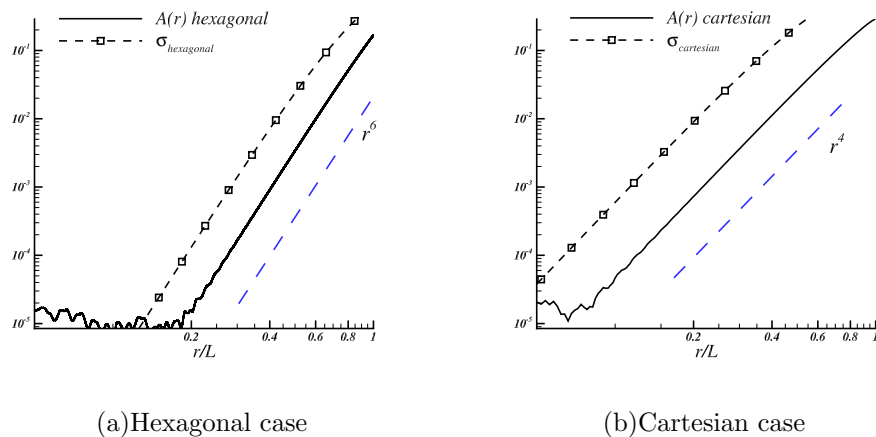 A(r) hexagonal
σhexagonal
10⁻¹
10⁻²
10⁻³
10⁻⁴
10⁻⁵
r⁶
0.2 0.4 0.6 0.8 1
r/L
(a)Hexagonal case
A(r) cartesian
σcartesian
10⁻¹
10⁻²
10⁻³
10⁻⁴
10⁻⁵
r⁴
0.2 0.4 0.6 0.8 1
r/L
(b)Cartesian case